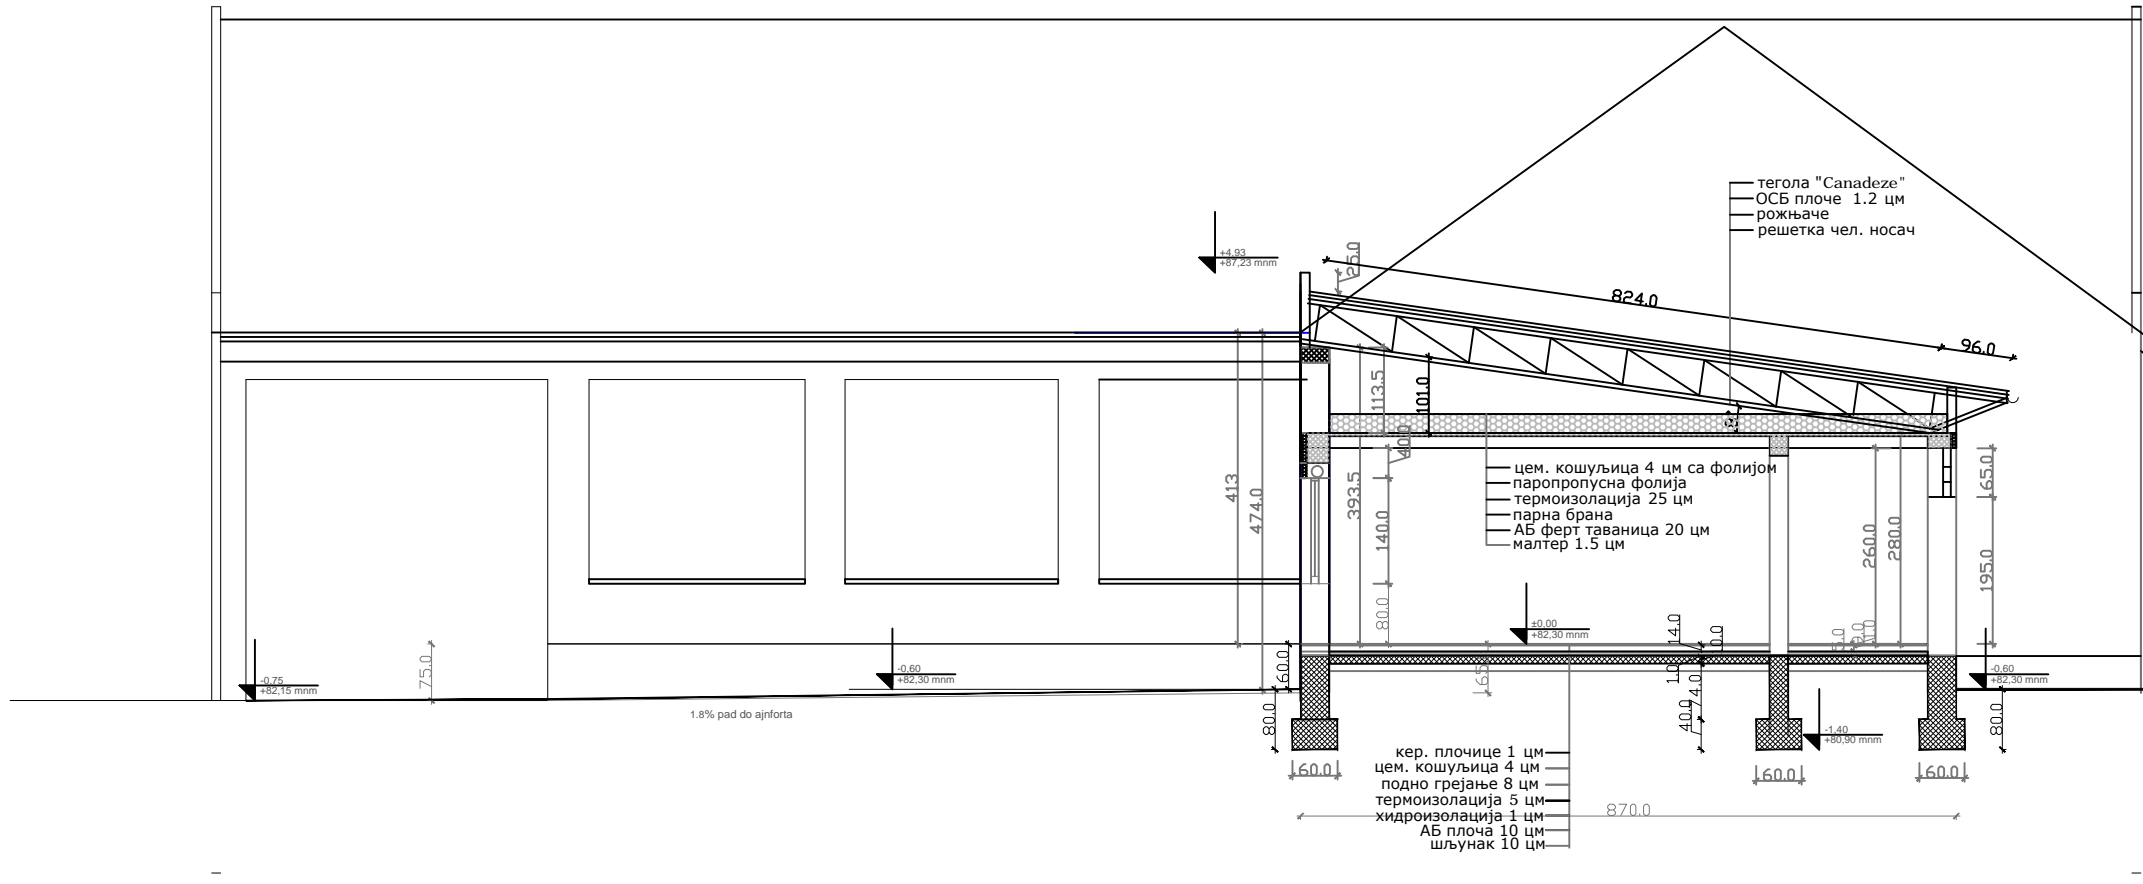 тегола "Canadeze"
ОСБ плоче 1.2 цм
рожњаче
решетка чел. носач
+4,93
+87,23 mnm
25.0
824.0
96.0
113.5
101.0
40.0
413
474.0
393.5
140.0
80.0
цем. кошуљица 4 цм са фолијом
паропропусна фолија
термоизолација 25 цм
парна брана
АБ ферт таваница 20 цм
малтер 1.5 цм
260.0
280.0
65.0
195.0
±0,00
+82,30 mnm
14.0
-0,75
+82,15 mnm
75.0
-0,60
+82,30 mnm
60.0
65
1.0
74.0
40.0
-0,60
+82,30 mnm
1.8% pad do ajnforta
80.0
-1,40
+80,90 mnm
80.0
60.0
60.0
60.0
кер. плочице 1 цм
цем. кошуљица 4 цм
подно грејање 8 цм
термоизолација 5 цм
хидроизолација 1 цм
АБ плоча 10 цм
шљунак 10 цм
870.0